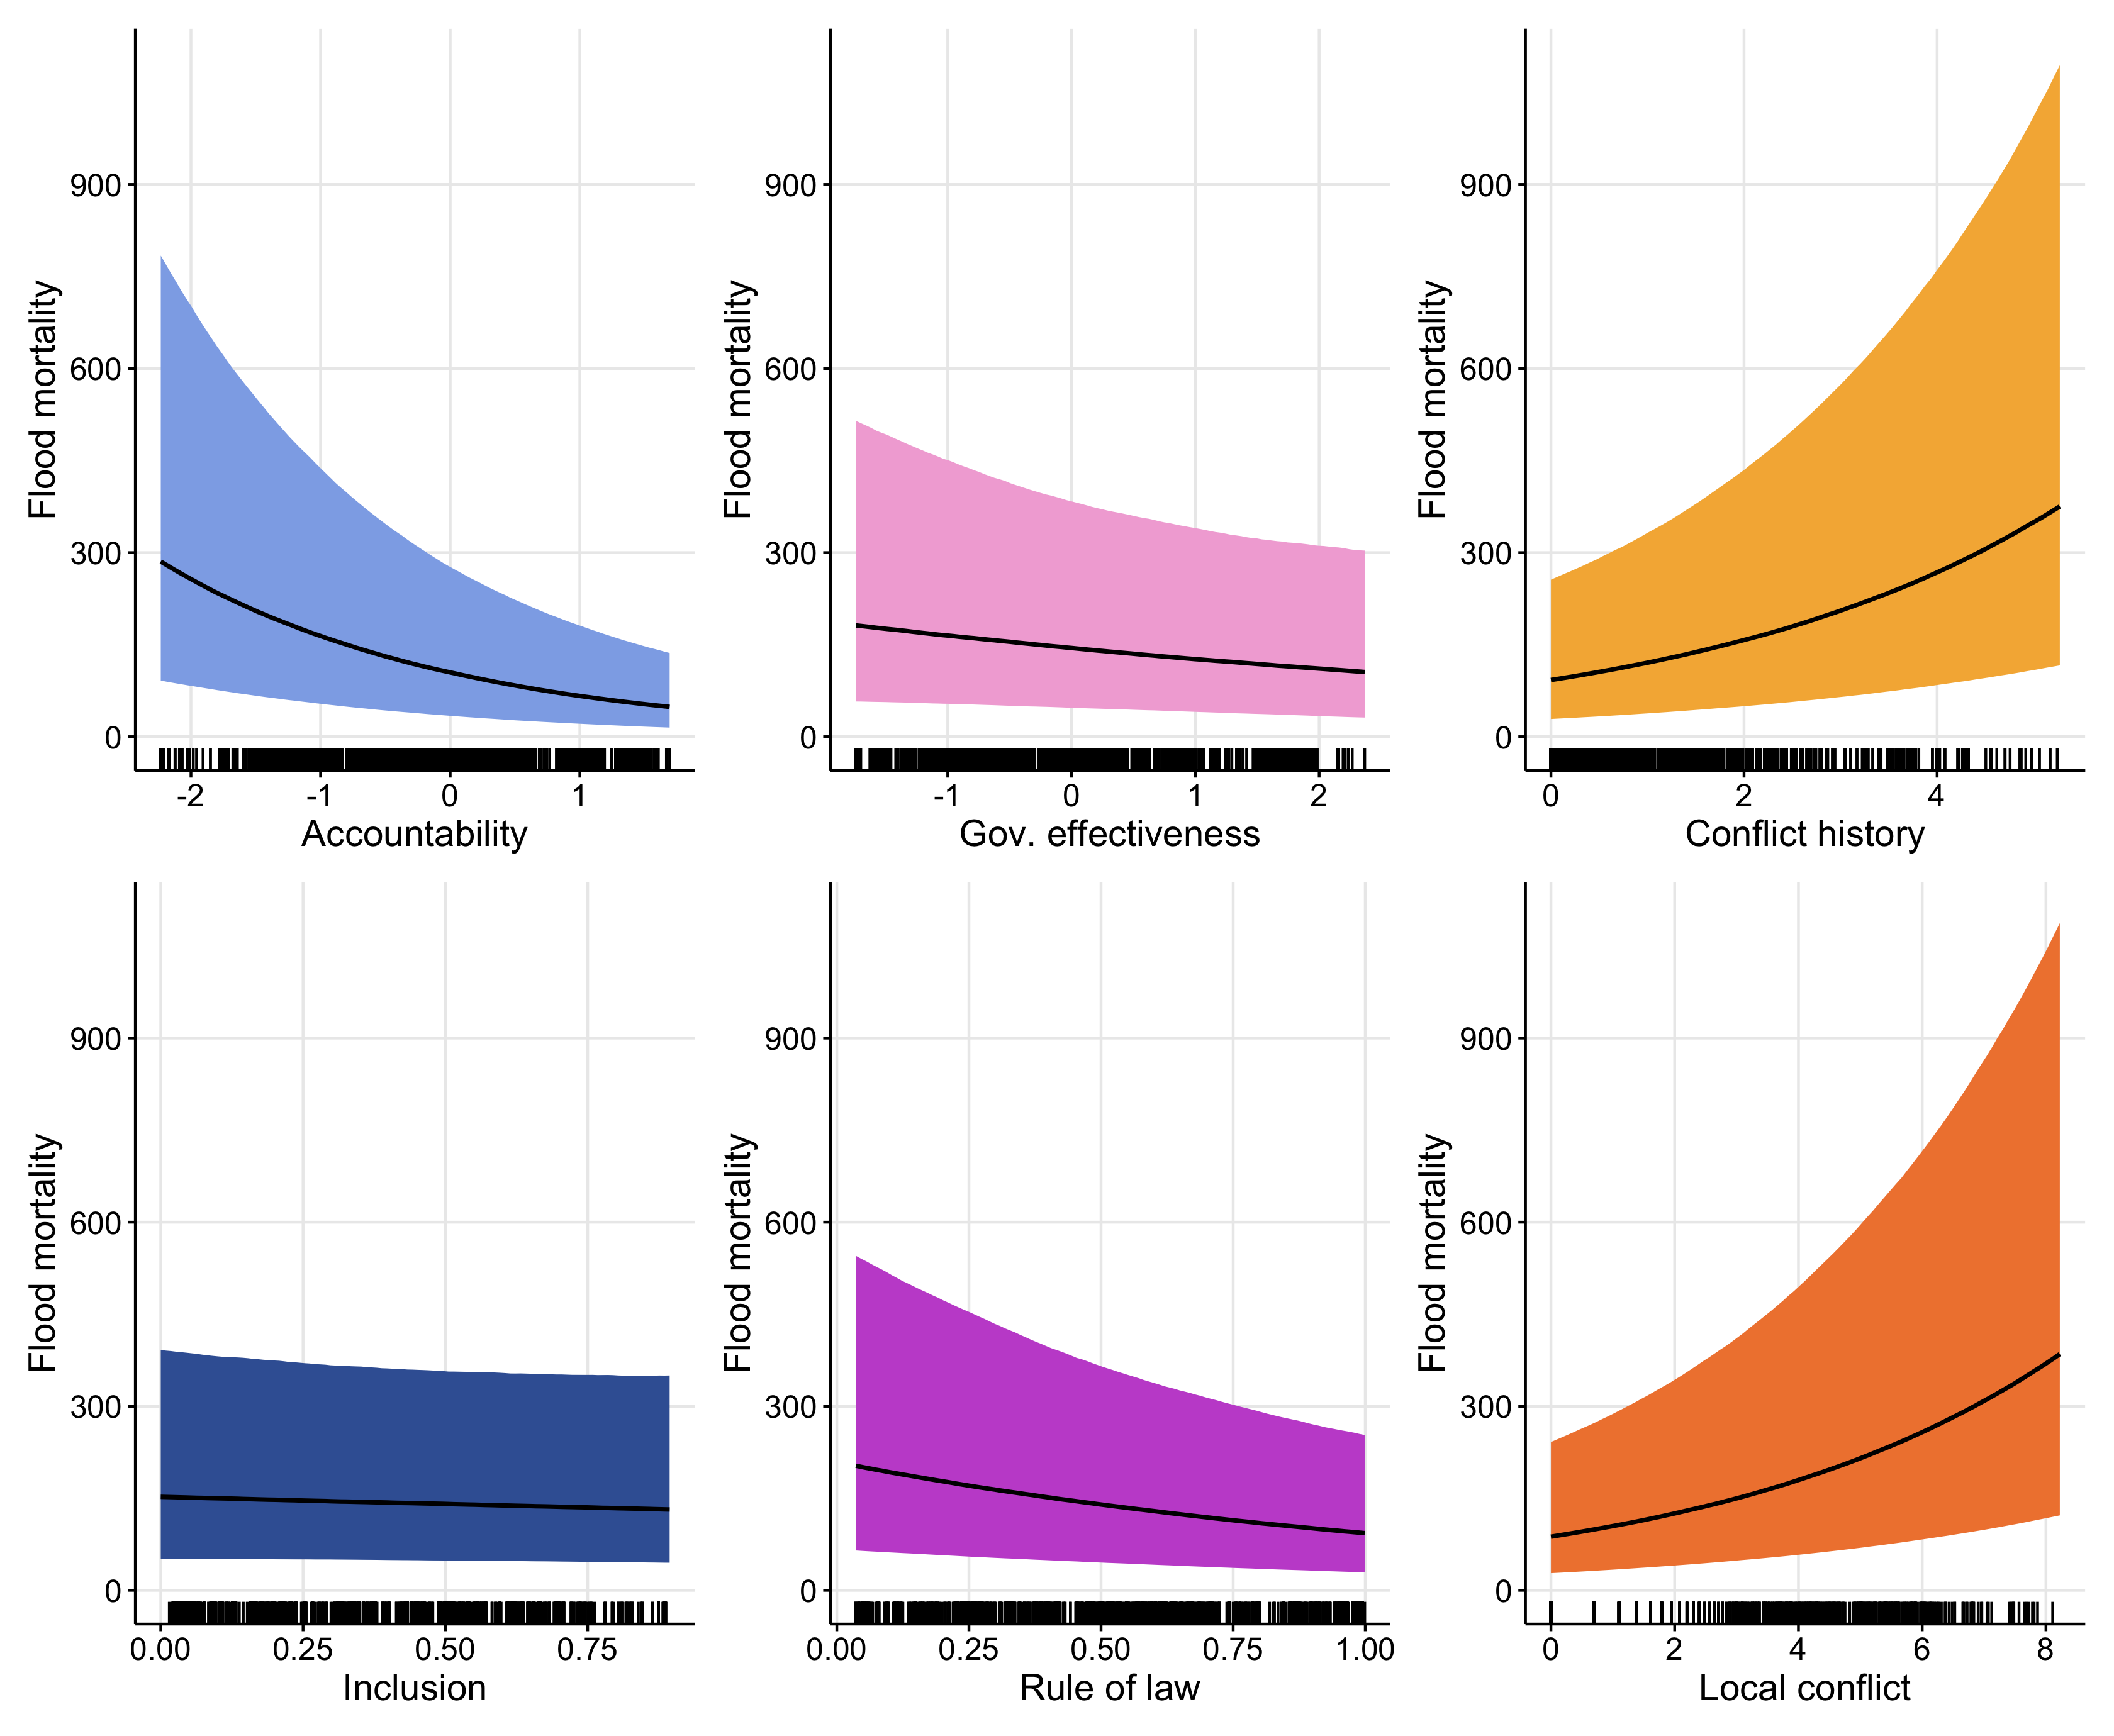 Flood mortality
900
600
300
0
-2 -1 0 1
Accountability
Flood mortality
900
600
300
0
-1 0 1 2
Gov. effectiveness
Flood mortality
900
600
300
0
0 2 4
Conflict history
Flood mortality
900
600
300
0
0.00 0.25 0.50 0.75
Inclusion
Flood mortality
900
600
300
0
0.00 0.25 0.50 0.75 1.00
Rule of law
Flood mortality
900
600
300
0
0 2 4 6 8
Local conflict